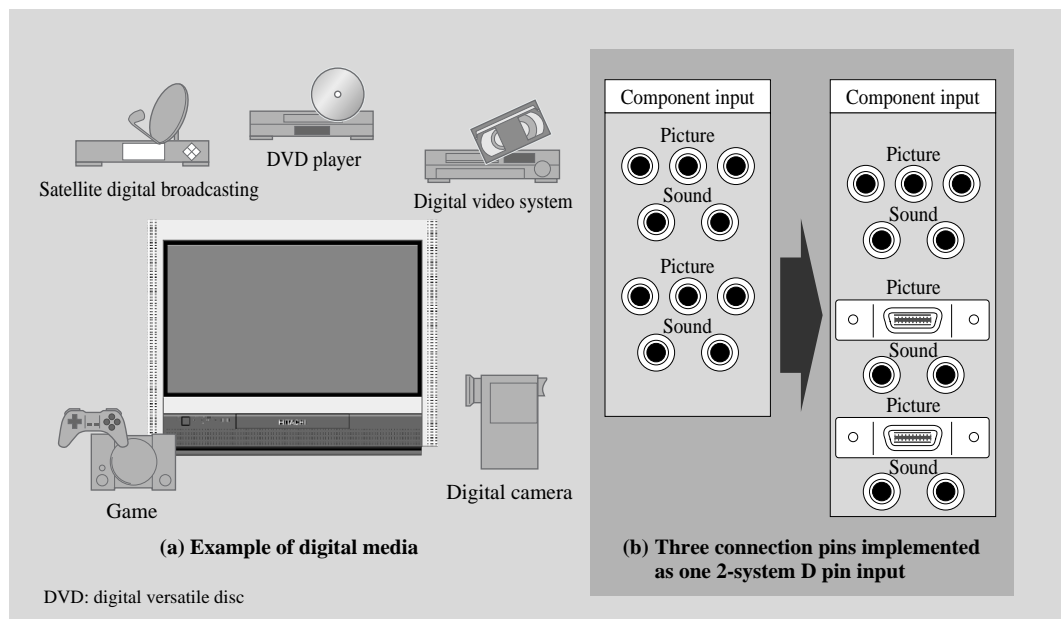 Satellite digital broadcasting
DVD player
Digital video system
HITACHI
Game
Digital camera
(a) Example of digital media
DVD: digital versatile disc
Component input
Picture
Sound
Picture
Sound
Component input
Picture
Sound
Picture
Sound
Picture
Sound
(b) Three connection pins implemented
as one 2-system D pin input